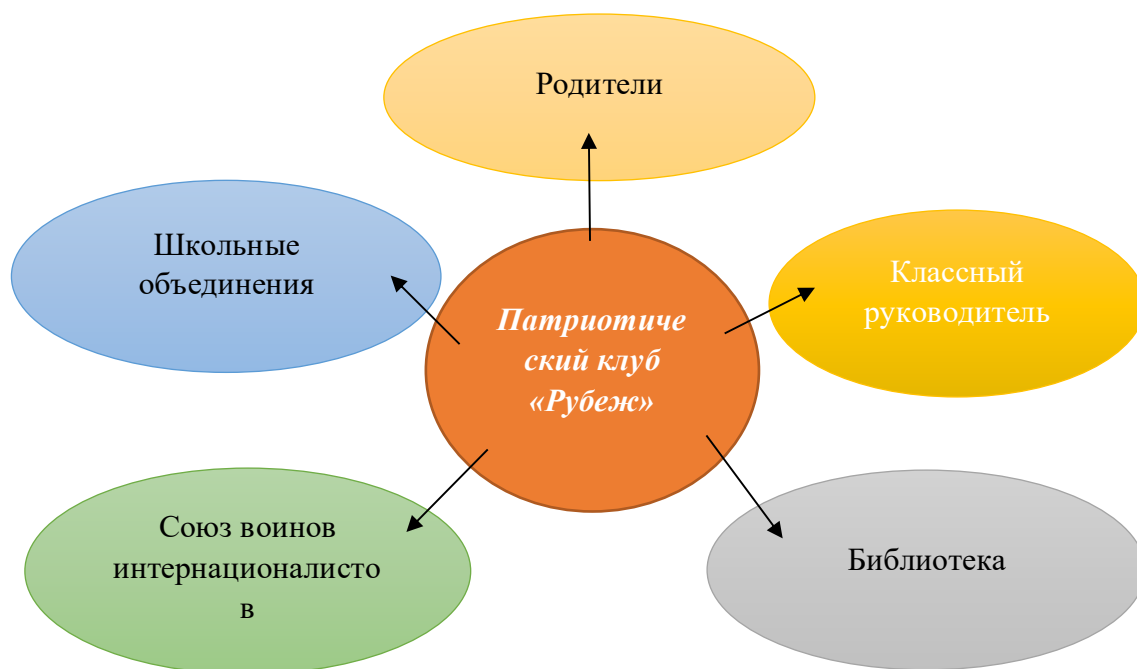 Родители
Школьные
объединения
Классный
руководитель
Патриотиче
ский клуб
«Рубеж»
Союз воинов
интернационалисто
в
Библиотека